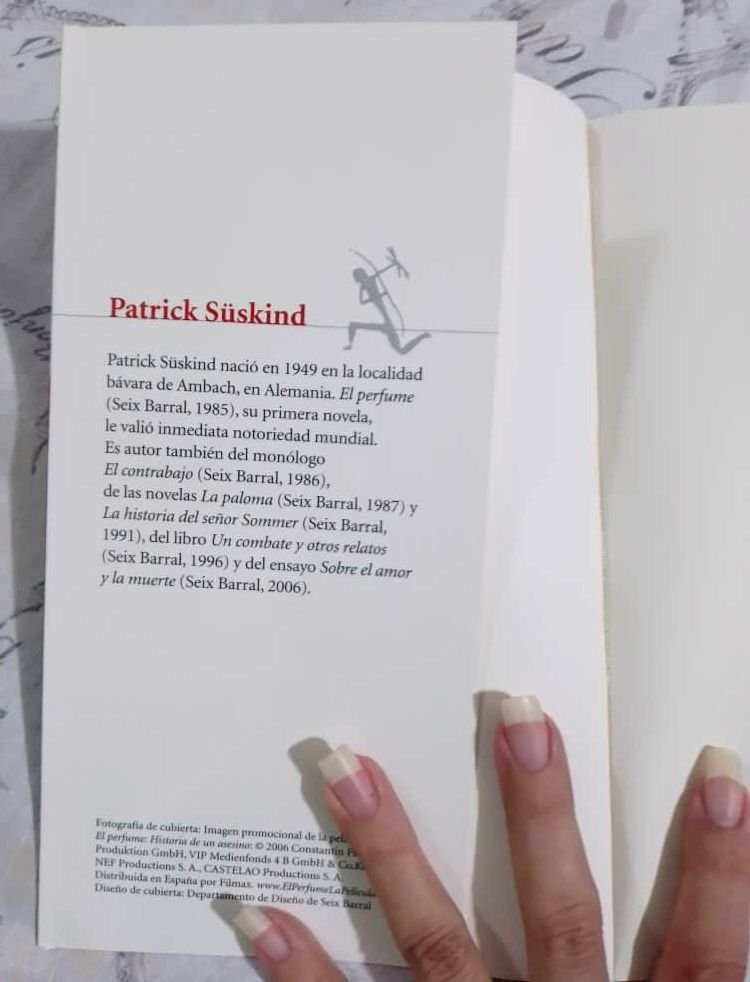 Patrick Süskind
Patrick Süskind nació en 1949 en la localidad
bávara de Ambach, en Alemania. El perfume
(Seix Barral, 1985), su primera novela,
le valió inmediata notoriedad mundial.
Es autor también del monólogo
El contrabajo (Seix Barral, 1986),
de las novelas La paloma (Seix Barral, 1987) y
La historia del señor Sommer (Seix Barral,
1991), del libro Un combate y otros relatos
(Seix Barral, 1996) y del ensayo Sobre el amor
y la muerte (Seix Barral, 2006).
Fotografía de cubierta: Imagen promocional de la
El perfume: Historia de un asesino: © 2006 Constantin
Produktion GmbH, VIP Medienfonds 4 B GmbH & Co.
NEF Productions S. A., CASTELAO Productions S. A.
Distribuida en España por Filmax. www.ElPerfumeLaPelicula
Diseño de cubierta: Departamento de Diseño de Seix Barral